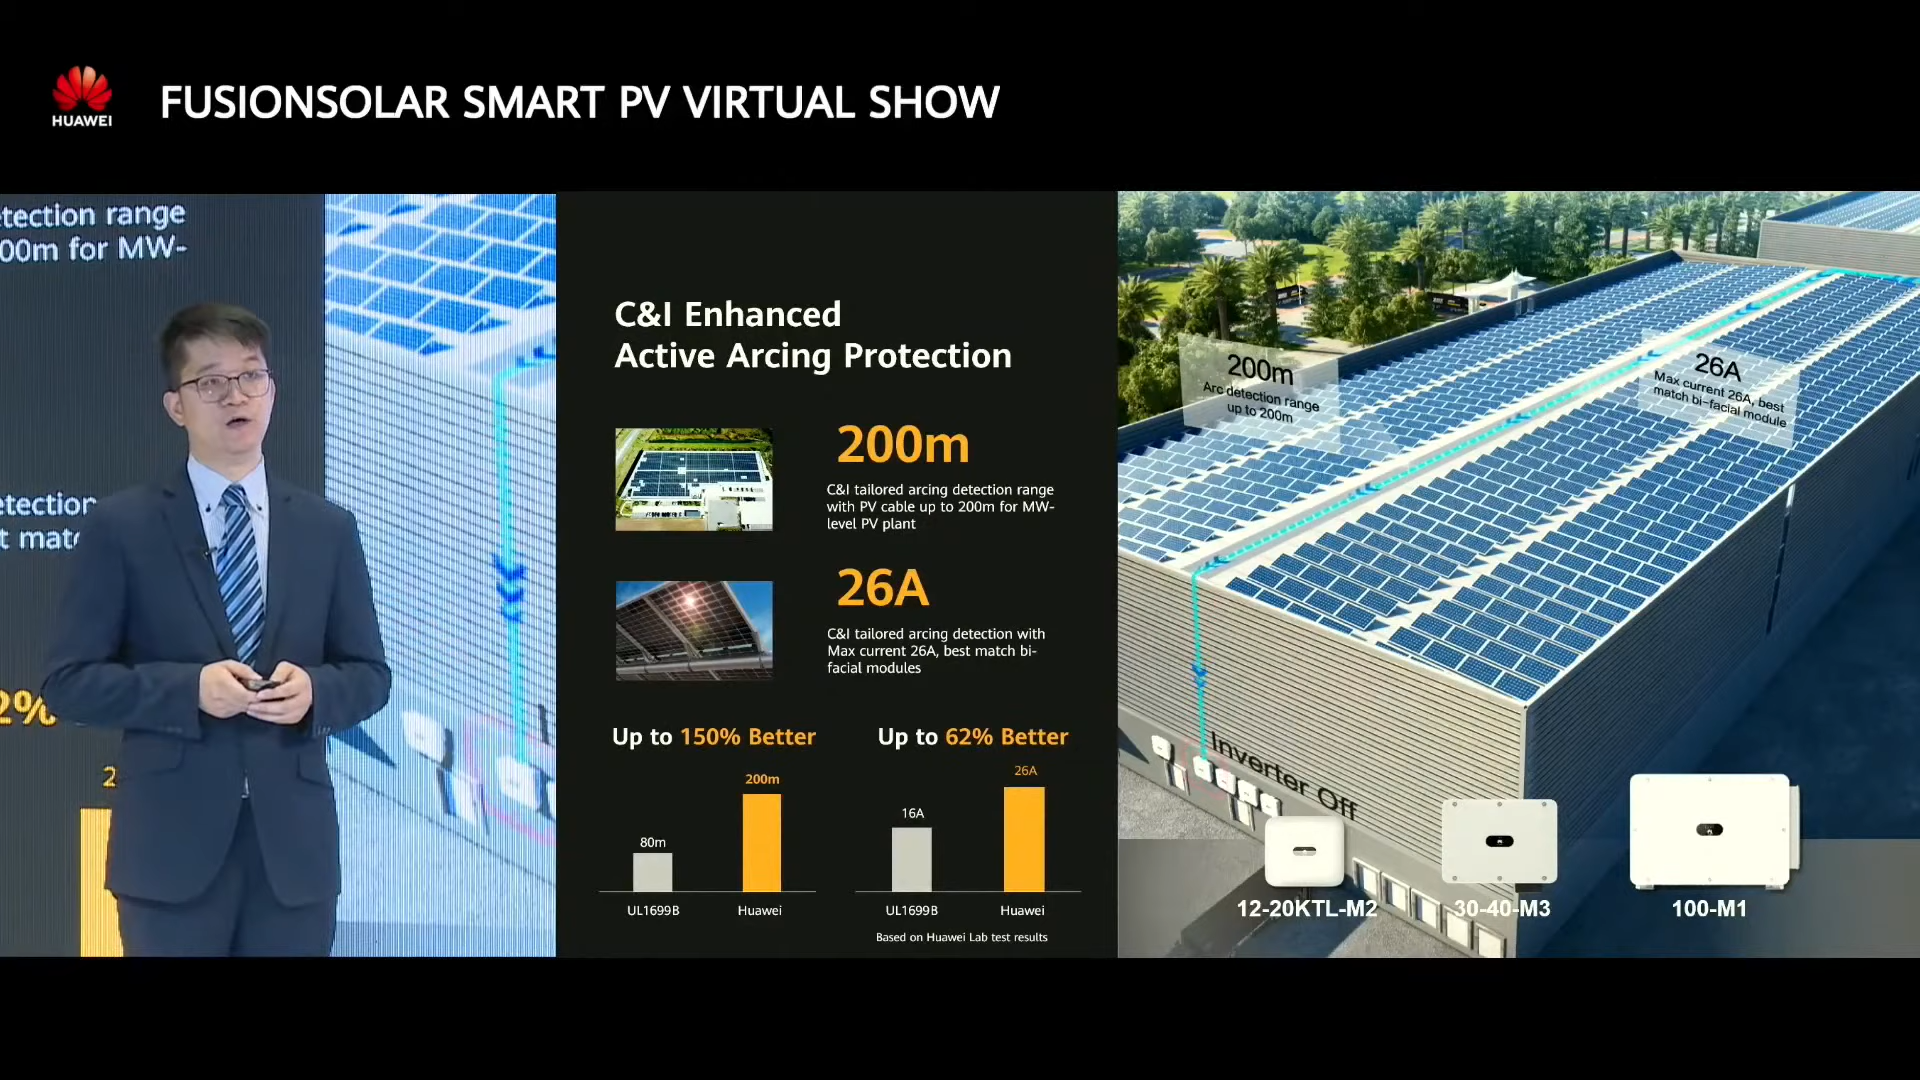 HUAWEI
FUSIONSOLAR SMART PV VIRTUAL SHOW
tection range
00m for MW-
etection
t matc
2%
2
C&I Enhanced
Active Arcing Protection
200m
C&I tailored arcing detection range
with PV cable up to 200m for MW-
level PV plant
26A
C&I tailored arcing detection with
Max current 26A, best match bi-
facial modules
Up to 150% Better
200m
80m
UL1699B
Huawei
Up to 62% Better
26A
16A
UL1699B
Huawei
Based on Huawei Lab test results
200m
Arc detection range
up to 200m
26A
Max current 26A, best
match bi-facial module
Inverter Off
12-20KTL-M2
30-40-M3
100-M1